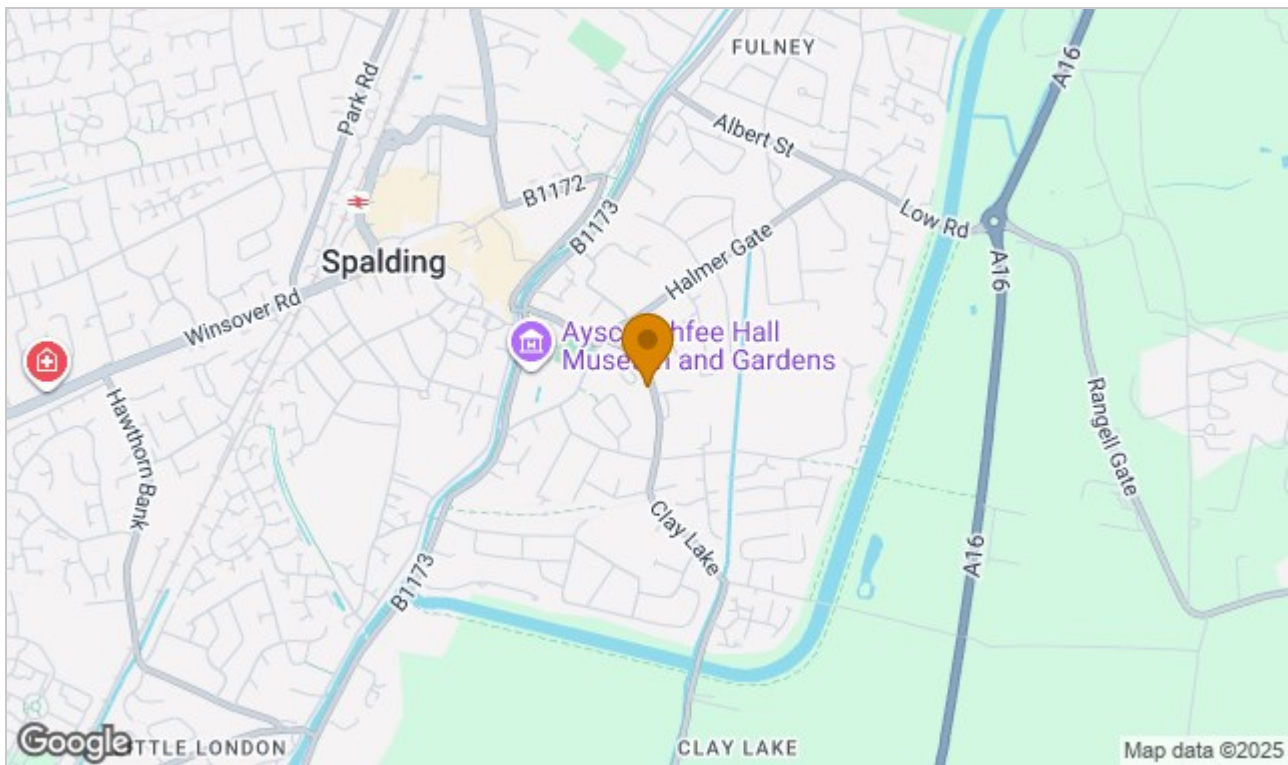 FULNEY
A16
Park Rd
Albert St
B1172
Low Rd
B1173
Halmer Gate
A16
Spalding
Winsover Rd
Hall
Museum and Gardens
Hawthorn Bank
Rangell Gate
Clay Lake
A16
B1173
Google
LONDON
CLAY LAKE
Map data ©2025